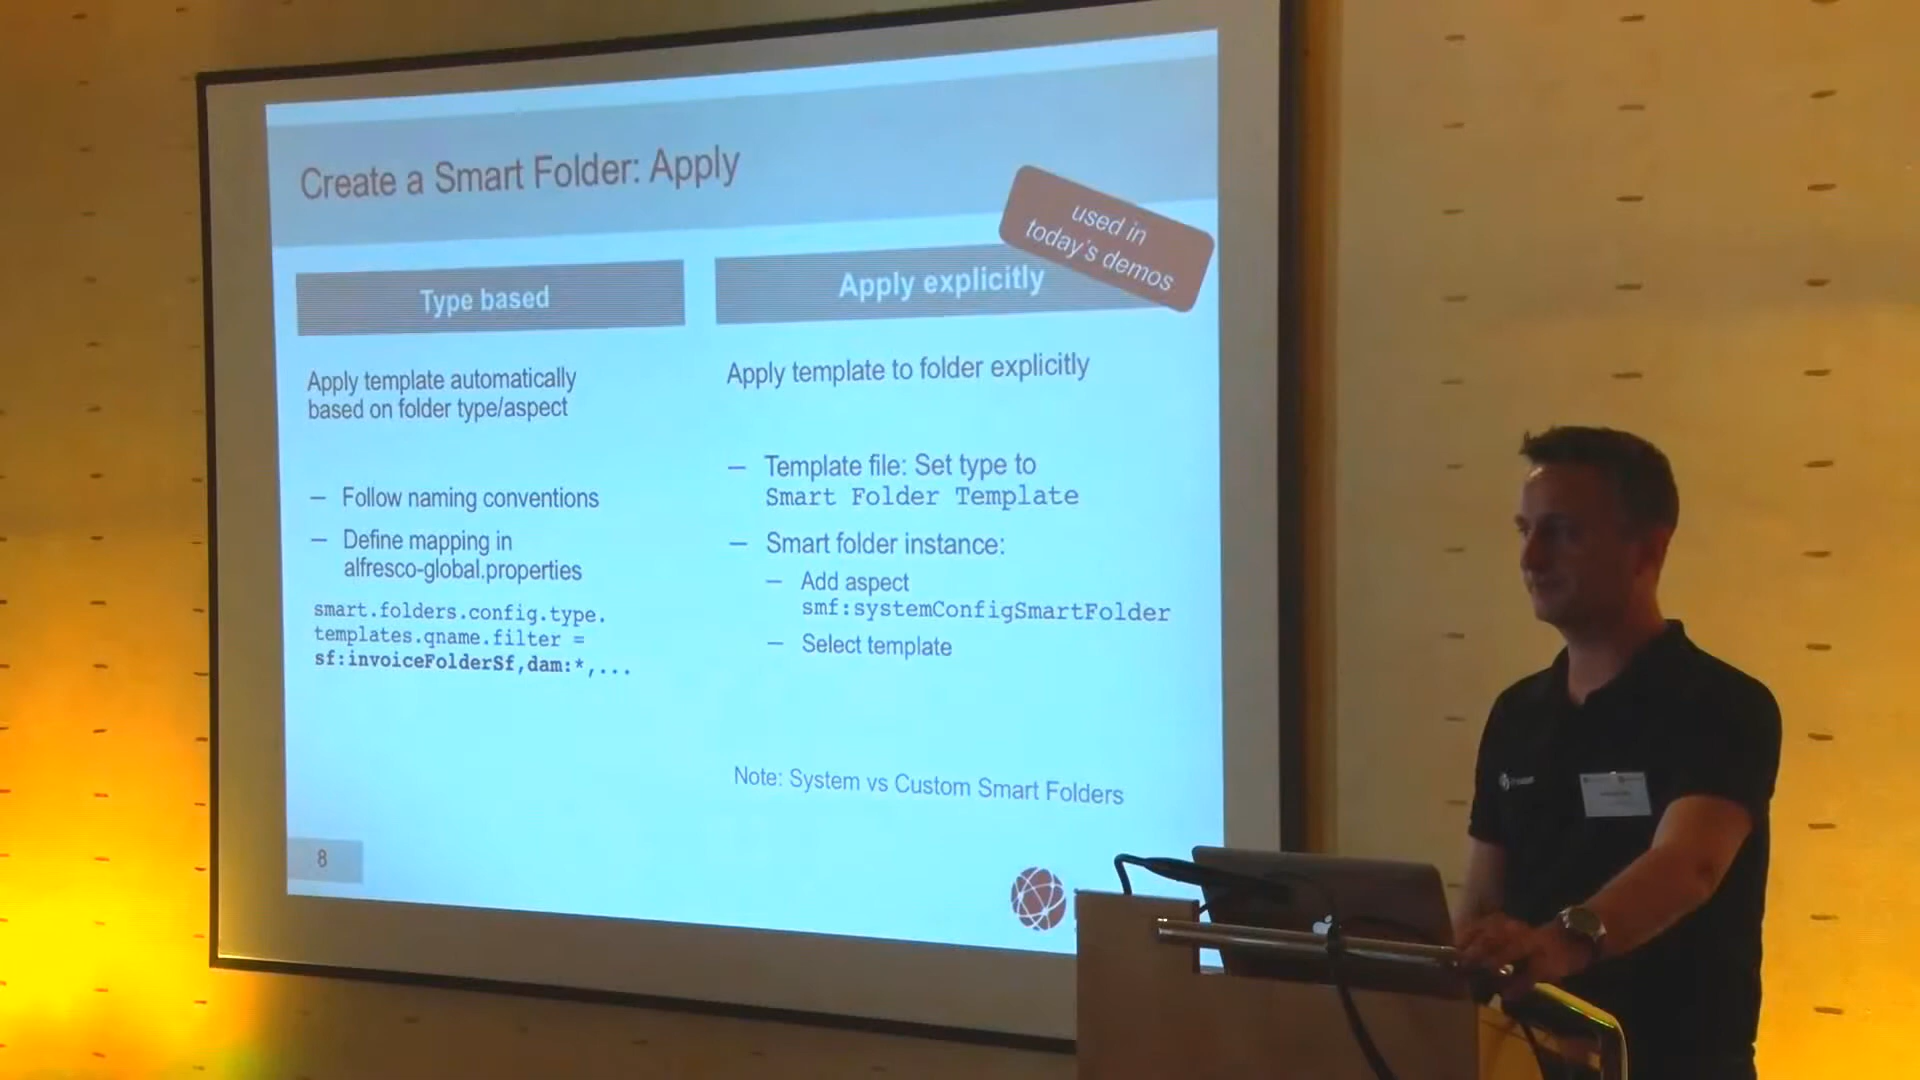 Create a Smart Folder: Apply
used in
today's demos
Type based
Apply template automatically
based on folder type/aspect
— Follow naming conventions
— Define mapping in
alfresco-global.properties
smart.folders.config.type.
templates.qname.filter =
sf:invoiceFolderSf,dam:*,...
Apply explicitly
Apply template to folder explicitly
— Template file: Set type to
Smart Folder Template
— Smart folder instance:
— Add aspect
smf:systemConfigSmartFolder
— Select template
Note: System vs Custom Smart Folders
8